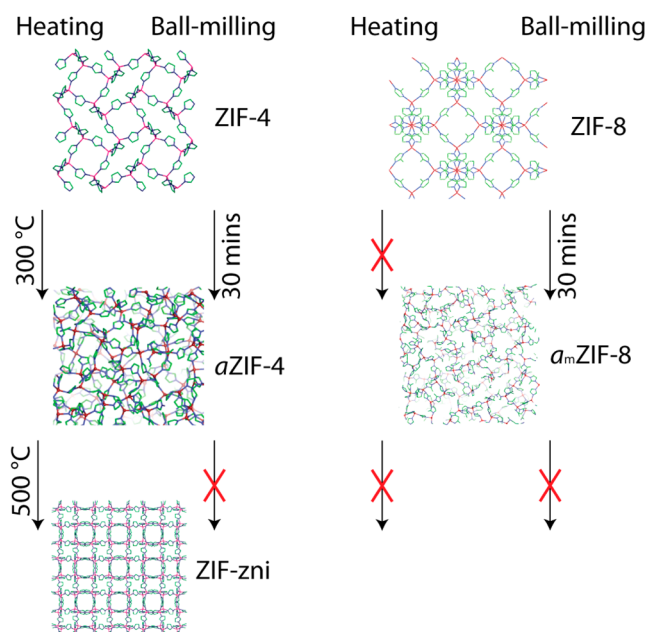 Heating
Ball-milling
Heating
Ball-milling
ZIF-4
ZIF-8
300 °C
30 mins
30 mins
aZIF-4
amZIF-8
500 °C
ZIF-zni